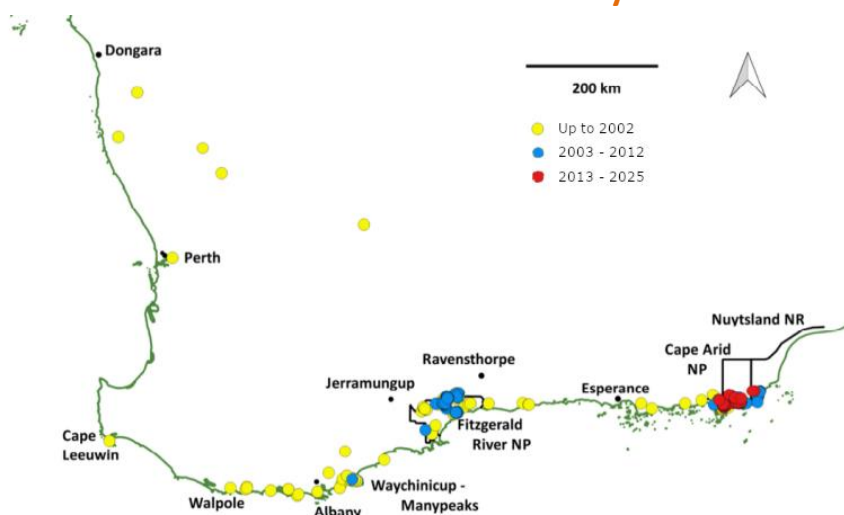 Dongara
200 km
Up to 2002
2003 - 2012
2013 - 2025
Perth
Nuytsland NR
Cape Arid
NP
Ravensthorpe
Jerramungup
Esperance
Fitzgerald
River NP
Cape
Leeuwin
Waychinicup -
Manypeaks
Walpole
Albany